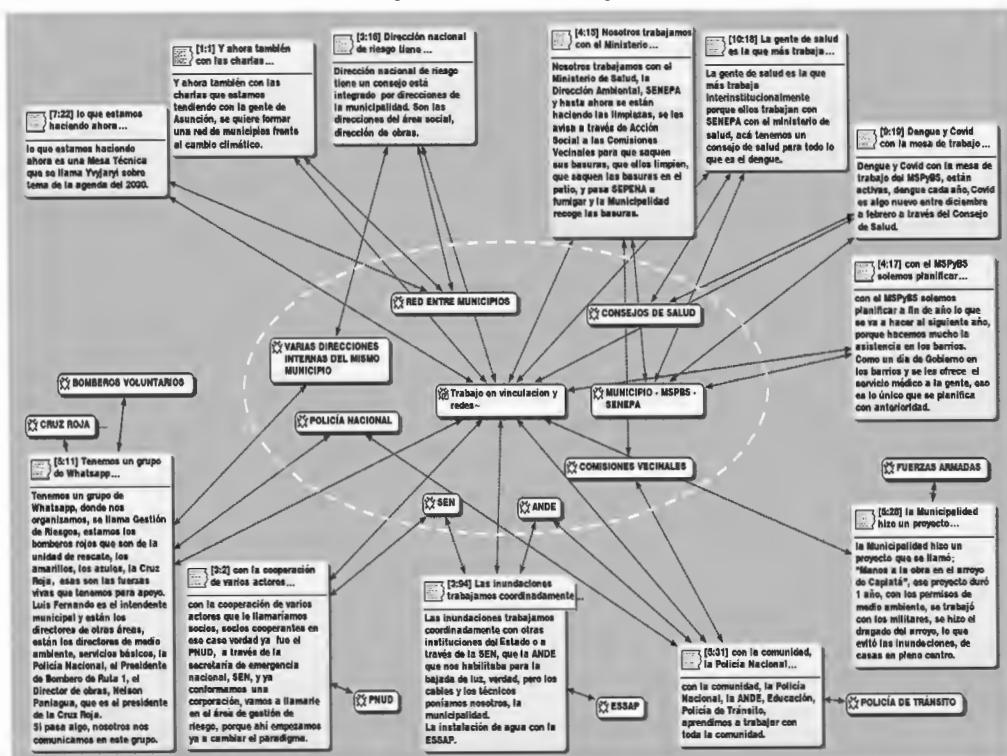 [1:1] Y ahora también
con las charlas ...
Y ahora también con las
charlas que estamos
tendiendo con la gente de
Asunción, se quiere formar
una red de municipios frente
al cambio climático.
[3:16] Dirección nacional
de riesgo tiene ...
Dirección nacional de riesgo
tiene un consejo está
integrado por direcciones de
la municipalidad. Son las
direcciones del área social,
dirección de obras.
[4:15] Nosotros trabajamos
con el Ministerio...
Nosotros trabajamos con el
Ministerio de Salud, la
Dirección Ambiental, SENEPA
y hasta ahora se están
haciendo las limpiezas, se les
avisa a través de Acción
Social a las Comisiones
Vecinales para que saquen
sus basuras, que ellos limpien,
que saquen las basuras en el
patio, y pasa SEPENA a
fumigar y la Municipalidad
recoge las basuras.
[10:18] La gente de salud
es la que más trabaja...
La gente de salud es la que
más trabaja
interinstitucionalmente
porque ellos trabajan con
SENEPA con el ministerio de
salud, acá tenemos un
consejo de salud para todo lo
que es el dengue.
[7:22] lo que estamos
haciendo ahora...
lo que estamos haciendo
ahora es una Mesa Técnica
que se llama Yvyjaryi sobre
tema de la agenda del 2030.
[9:19] Dengue y Covid
con la mesa de trabajo...
Dengue y Covid con la mesa de
trabajo del MSPyBS, están
activas, dengue cada año, Covid
es algo nuevo entre diciembre
a febrero a través del Consejo
de Salud.
[4:17] con el MSPyBS
solemos planificar...
con el MSPyBS solemos
planificar a fin de año lo que
se va a hacer al siguiente año,
porque hacemos mucho la
asistencia en los barrios.
Como un día de Gobierno en
los barrios y se les ofrece el
servicio médico a la gente, eso
es lo único que se planifica
con anterioridad.
RED ENTRE MUNICIPIOS
CONSEJOS DE SALUD
VARIAS DIRECCIONES
INTERNAS DEL MISMO
MUNICIPIO
Trabajo en vinculacion y
redes~
MUNICIPIO - MSPBS -
SENEPA
BOMBEROS VOLUNTARIOS
CRUZ ROJA
POLICÍA NACIONAL
COMISIONES VECINALES
FUERZAS ARMADAS
SEN
ANDE
[5:11] Tenemos un grupo
de Whatsapp...
Tenemos un grupo de
Whatsapp, donde nos
organisamos, se llama Gestión
de Riesgos, estamos los
bomberos rojos que son de la
unidad de rescate, los
amarillos, los azules, la Cruz
Roja, esas son las fuerzas
vivas que tenemos para apoyo.
Luis Fernando es el intendente
municipal y están los
directores de otras áreas,
están los directores de medio
ambiente, servicios básicos, la
Policía Nacional, el Presidente
de Bombero de Ruta 1, el
Director de obras, Nelson
Paniagua, que es el presidente
de la Cruz Roja.
Si pasa algo, nosotros nos
comunicamos en este grupo.
[3:2] con la cooperación
de varios actores...
con la cooperación de varios
actores que le llamaríamos
socios, socios cooperantes en
ese caso verdad ya fue el
PNUD, a través de la
secretaría de emergencia
nacional, SEN, y ya
conformamos una
corporación, vamos a llamarle
en el área de gestión de
riesgo, porque ahí empezamos
ya a cambiar el paradigma.
PNUD
[3:94] Las inundaciones
trabajamos coordinadamente...
Las inundaciones trabajamos
coordinadamente con otras
instituciones del Estado o a
través de la SEN, que la ANDE
que nos habilitaba para la
bajada de luz, verdad, pero los
cables y los técnicos
poníamos nosotros, la
municipalidad.
La instalación de agua con la
ESSAP.
ESSAP
[5:31] con la comunidad,
la Policía Nacional...
con la comunidad, la Policía
Nacional, la ANDE, Educación,
Policía de Tránsito,
aprendimos a trabajar con
toda la comunidad.
POLICÍA DE TRÁNSITO
[5:28] la Municipalidad
hizo un proyecto...
la Municipalidad hizo un
proyecto que se llamó;
"Manos a la obra en el arroyo
de Capiatá", ese proyecto duró
1 año, con los permisos de
medio ambiente, se trabajó
con los militares, se hizo el
dragado del arroyo, lo que
evitó las inundaciones, de
casas en pleno centro.